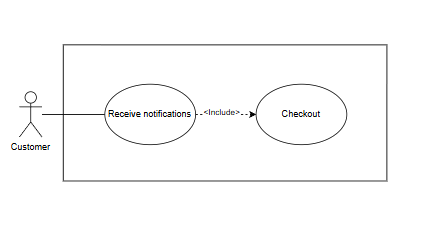 Receive notifications
<Include>
Checkout
Customer